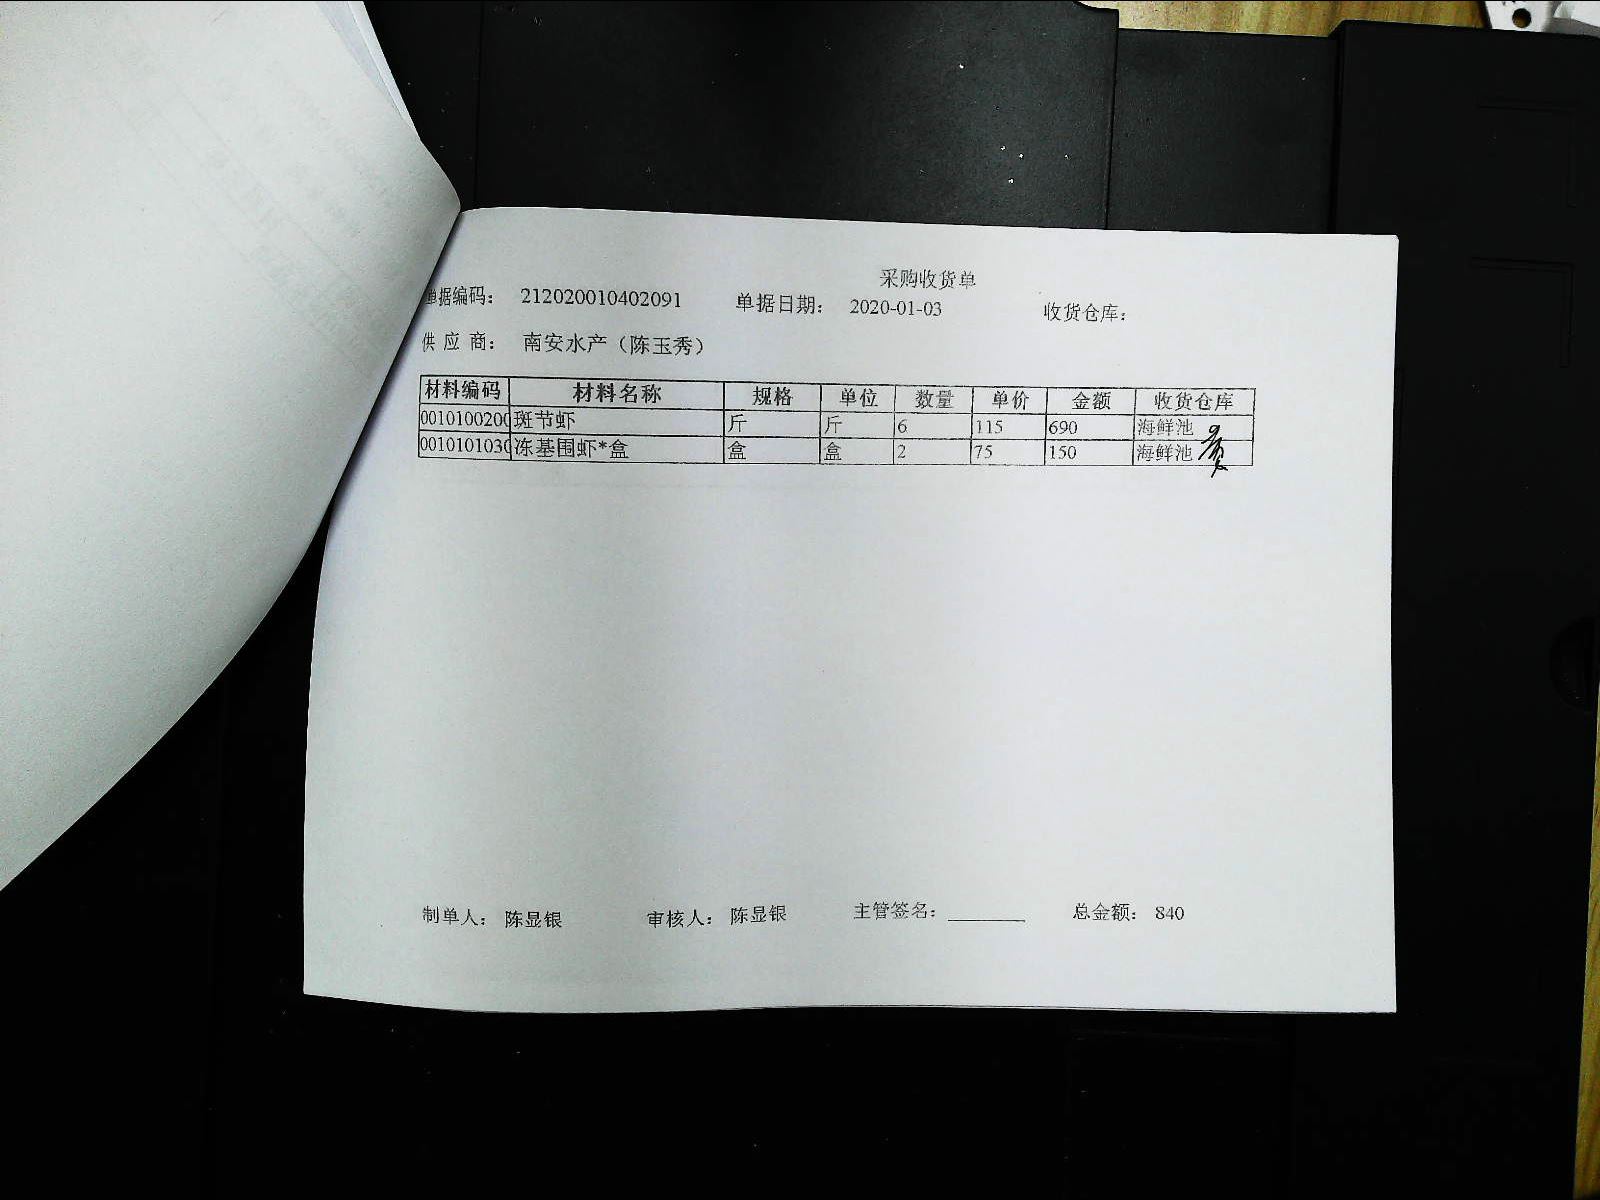 采购收货单
单据编码： 212020010402091 单据日期： 2020-01-03 收货仓库：
供 应 商： 南安水产（陈玉秀）
材料编码 材料名称 规格 单位 数量 单价 金额 收货仓库
0010100200 斑节虾 斤 斤 6 115 690 海鲜池
0010101030 冻基围虾*盒 盒 盒 2 75 150 海鲜池
制单人： 陈显银 审核人： 陈显银 主管签名： 总金额： 840